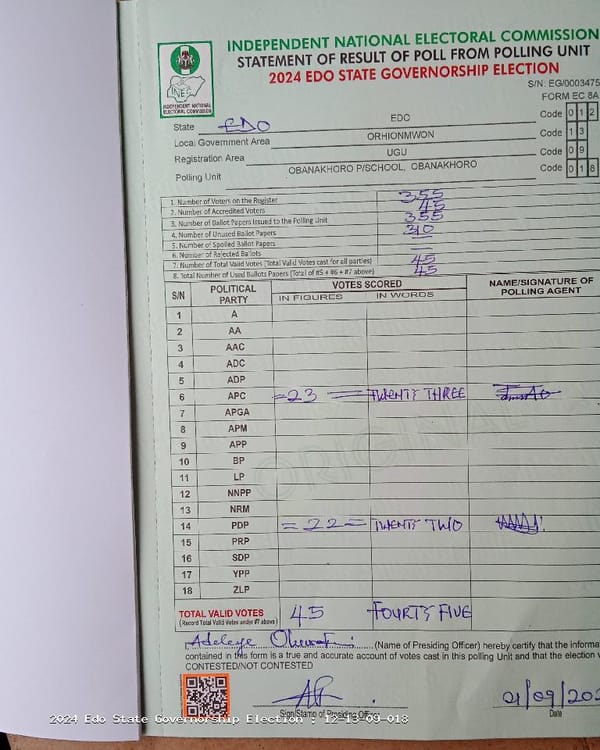 INDEPENDENT NATIONAL ELECTORAL COMMISSION
STATEMENT OF RESULT OF POLL FROM POLLING UNIT
2024 EDO STATE GOVERNORSHIP ELECTION
INDEPENDENT NATIONAL
ELECTORAL COMMISSION
S/N: EG/0003475
FORM EC 8A
State EDO EDO Code 0 1 2
Local Government Area ORHIONMWON Code 1 3
Registration Area UGU Code 0 9
Polling Unit OBANAKHORO P/SCHOOL, OBANAKHORO Code 0 1 8
1. Number of Voters on the Register 355
2. Number of Accredited Voters 45
3. Number of Ballot Papers Issued to the Polling Unit 355
4. Number of Unused Ballot Papers 310
5. Number of Spoiled Ballot Papers —
6. Number of Rejected Ballots —
7. Number of Total Valid Votes (Total Valid Votes cast for all parties) 45
8. Total Number of Used Ballots Papers (Total of #5 + #6 + #7 above) 45
S/N POLITICAL PARTY VOTES SCORED NAME/SIGNATURE OF POLLING AGENT
IN FIGURES IN WORDS
1 A
2 AA
3 AAC
4 ADC
5 ADP
6 APC =23= TWENTY THREE
7 APGA
8 APM
9 APP
10 BP
11 LP
12 NNPP
13 NRM
14 PDP =22= TWENTY TWO
15 PRP
16 SDP
17 YPP
18 ZLP
ORIGINAL
TOTAL VALID VOTES 45 FOURTY FIVE
(Record Total Valid Votes under #7 above)
I, Adeleye (Name of Presiding Officer) hereby certify that the informa
contained in this form is a true and accurate account of votes cast in this polling Unit and that the election
CONTESTED/NOT CONTESTED
Sign/Stamp of Presiding Officer
21/09/202
Date
2024 Edo State Governorship Election : 12-13-09-018